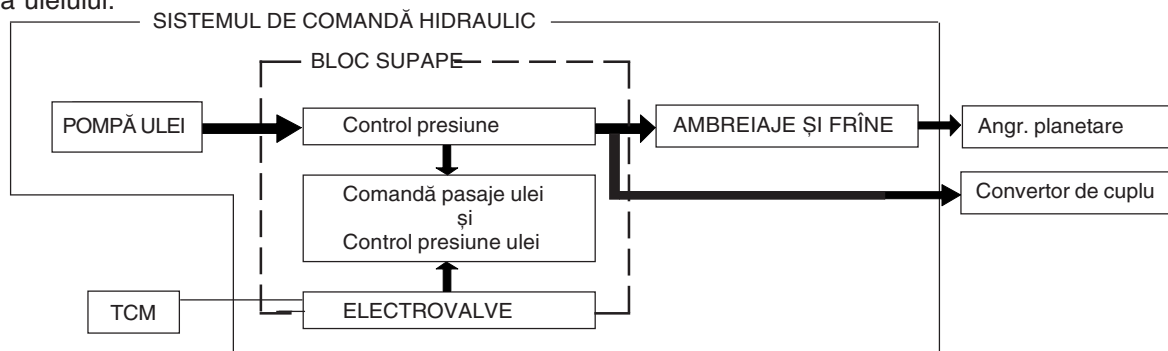 a uleiului.
SISTEMUL DE COMANDĂ HIDRAULIC
BLOC SUPAPE
POMPĂ ULEI
Control presiune
AMBREIAJE ȘI FRÎNE
Angr. planetare
Comandă pasaje ulei
și
Control presiune ulei
Convertor de cuplu
TCM
ELECTROVALVE